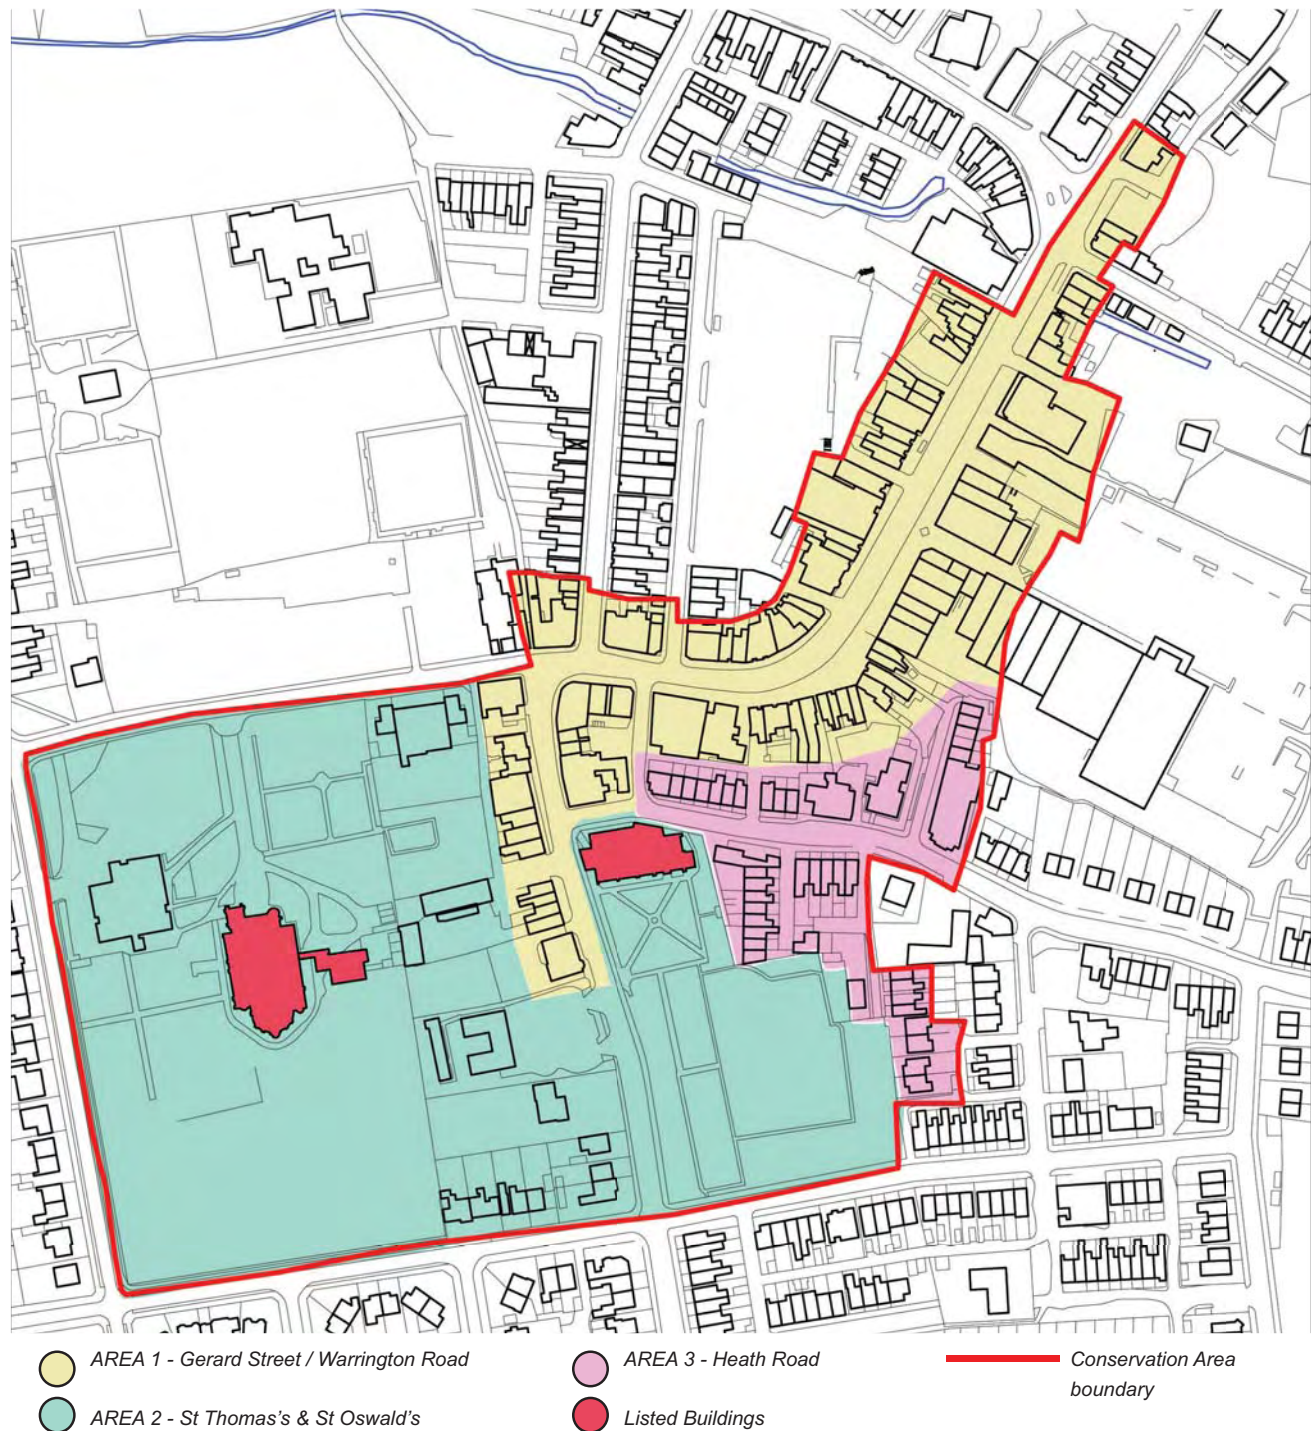 AREA 1 - Gerard Street / Warrington Road
AREA 2 - St Thomas's & St Oswald's
AREA 3 - Heath Road
Listed Buildings
Conservation Area
boundary